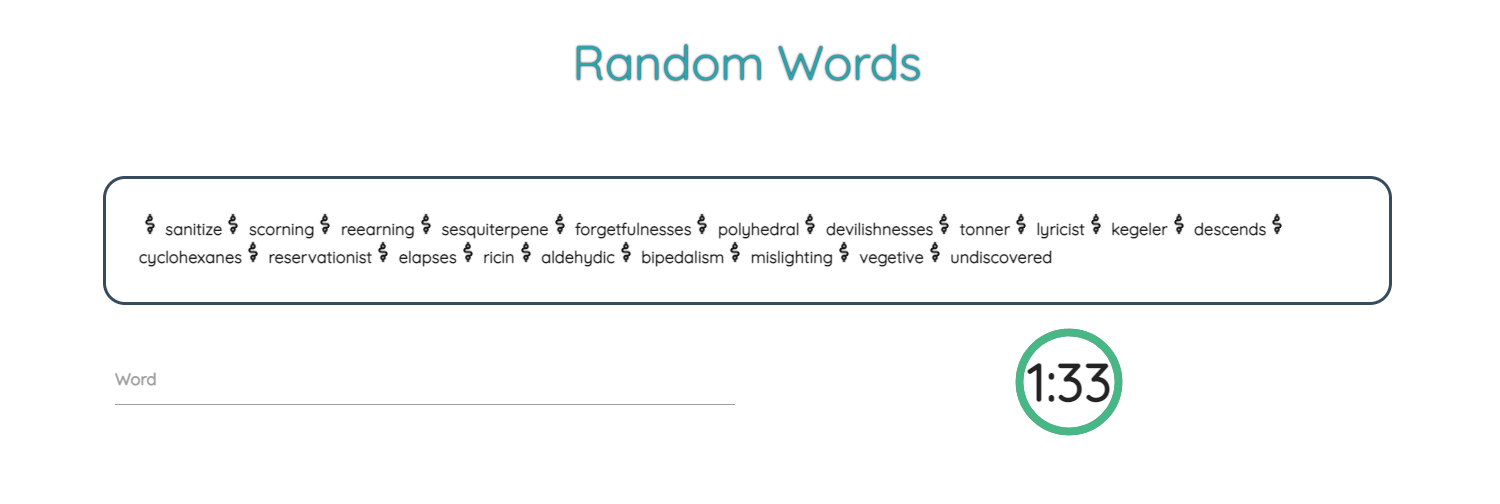 Random Words
sanitize scorning reearning sesquiterpene forgetfulnesses polyhedral devilishnesses tonner lyricist kegeler descends
cyclohexanes reservationist elapses ricin aldehydic bipedalism mislighting vegetive undiscovered
Word
1:33